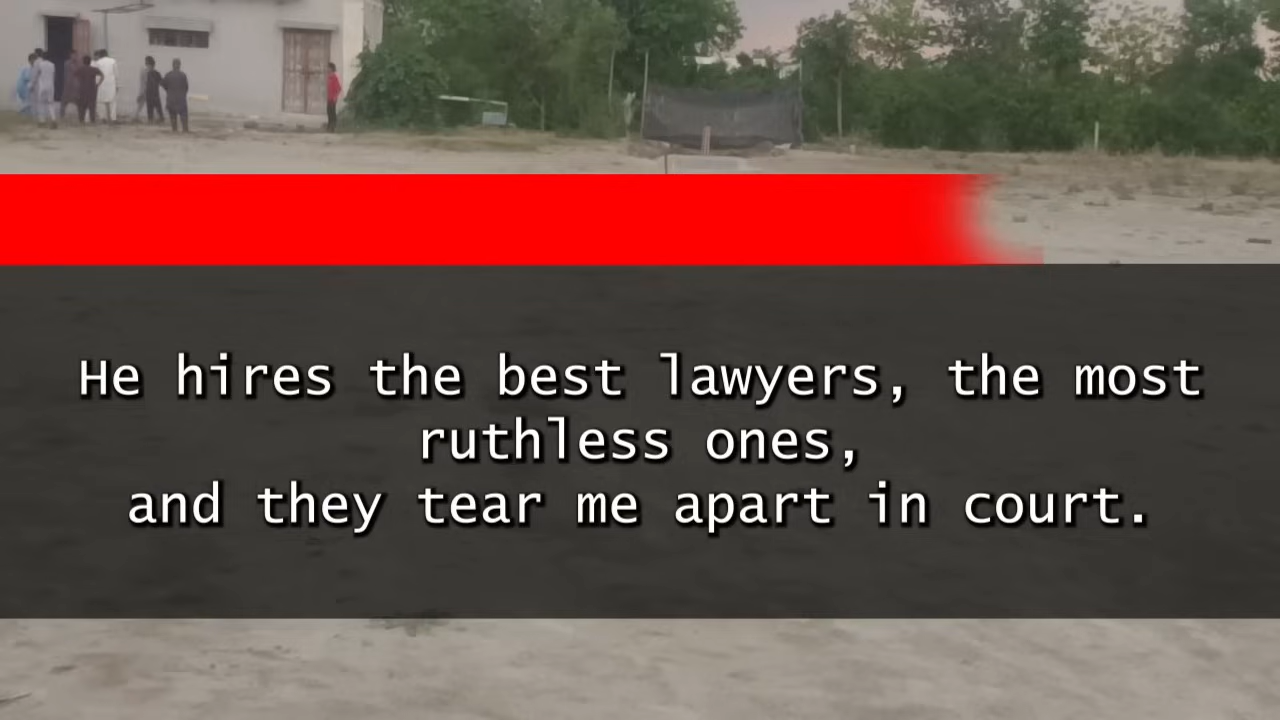 He hires the best lawyers, the most
ruthless ones,
and they tear me apart in court.